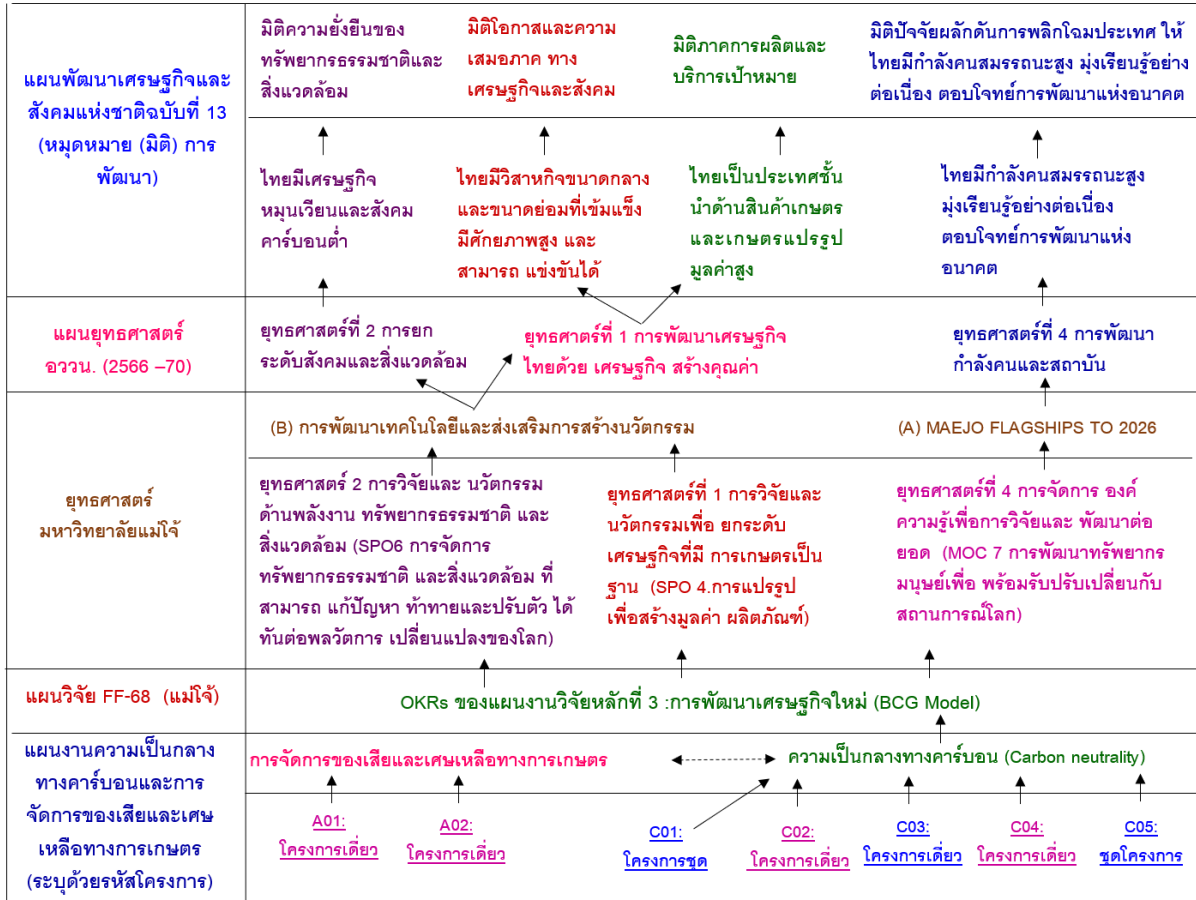 แผนพัฒนาเศรษฐกิจและ
สังคมแห่งชาติฉบับที่ 13
(หมุดหมาย (มิติ) การ
พัฒนา)
มิติความยั่งยืนของ
ทรัพยากรธรรมชาติและ
สิ่งแวดล้อม
มิติโอกาสและความ
เสมอภาค ทาง
เศรษฐกิจและสังคม
มิติภาคการผลิตและ
บริการเป้าหมาย
มิติปัจจัยผลักดันการพลิกโฉมประเทศ ให้
ไทยมีกำลังคนสมรรถนะสูง มุ่งเรียนรู้อย่าง
ต่อเนื่อง ตอบโจทย์การพัฒนาแห่งอนาคต
ไทยมีเศรษฐกิจ
หมุนเวียนและสังคม
คาร์บอนต่ำ
ไทยมีวิสาหกิจขนาดกลาง
และขนาดย่อมที่เข้มแข็ง
มีศักยภาพสูง และ
สามารถ แข่งขันได้
ไทยเป็นประเทศชั้น
นำด้านสินค้าเกษตร
และเกษตรแปรรูป
มูลค่าสูง
ไทยมีกำลังคนสมรรถนะสูง
มุ่งเรียนรู้อย่างต่อเนื่อง
ตอบโจทย์การพัฒนาแห่ง
อนาคต
แผนยุทธศาสตร์
อววน. (2566 –70)
ยุทธศาสตร์ที่ 2 การยก
ระดับสังคมและสิ่งแวดล้อม
ยุทธศาตร์ที่ 1 การพัฒนาเศรษฐกิจ
ไทยด้วย เศรษฐกิจ สร้างคุณค่า
ยุทธศาสตร์ที่ 4 การพัฒนา
กำลังคนและสถาบัน
ยุทธศาสตร์
มหาวิทยาลัยแม่โจ้
(B) การพัฒนาเทคโนโลยีและส่งเสริมการสร้างนวัตกรรม
(A) MAEJO FLAGSHIPS TO 2026
ยุทธศาสตร์ 2 การวิจัยและ นวัตกรรม
ด้านพลังงาน ทรัพยากรธรรมชาติ และ
สิ่งแวดล้อม (SPO6 การจัดการ
ทรัพยากรธรรมชาติ และสิ่งแวดล้อม ที่
สามารถ แก้ปัญหา ท้าทายและปรับตัว ได้
ทันต่อพลวัตการ เปลี่ยนแปลงของโลก)
ยุทธศาสตร์ที่ 1 การวิจัยและ
นวัตกรรมเพื่อ ยกระดับ
เศรษฐกิจที่มี การเกษตรเป็น
ฐาน (SPO 4.การแปรรูป
เพื่อสร้างมูลค่า ผลิตภัณฑ์)
ยุทธศาสตร์ที่ 4 การจัดการ องค์
ความรู้เพื่อการวิจัยและ พัฒนาต่อ
ยอด (MOC 7 การพัฒนาทรัพยากร
มนุษย์เพื่อ พร้อมรับปรับเปลี่ยนกับ
สถานการณ์โลก)
แผนวิจัย FF-68 (แม่โจ้)
OKRs ของแผนงานวิจัยหลักที่ 3 :การพัฒนาเศรษฐกิจใหม่ (BCG Model)
แผนงานความเป็นกลาง
ทางคาร์บอนและการ
จัดการของเสียและเศษ
เหลือทางการเกษตร
(ระบุด้วยรหัสโครงการ)
การจัดการของเสียและเศษเหลือทางการเกษตร
ความเป็นกลางทางคาร์บอน (Carbon neutrality)
A01:
โครงการเดี่ยว
A02:
โครงการเดี่ยว
C01:
โครงการชุด
C02:
โครงการเดี่ยว
C03:
โครงการเดี่ยว
C04:
โครงการเดี่ยว
C05:
ชุดโครงการ